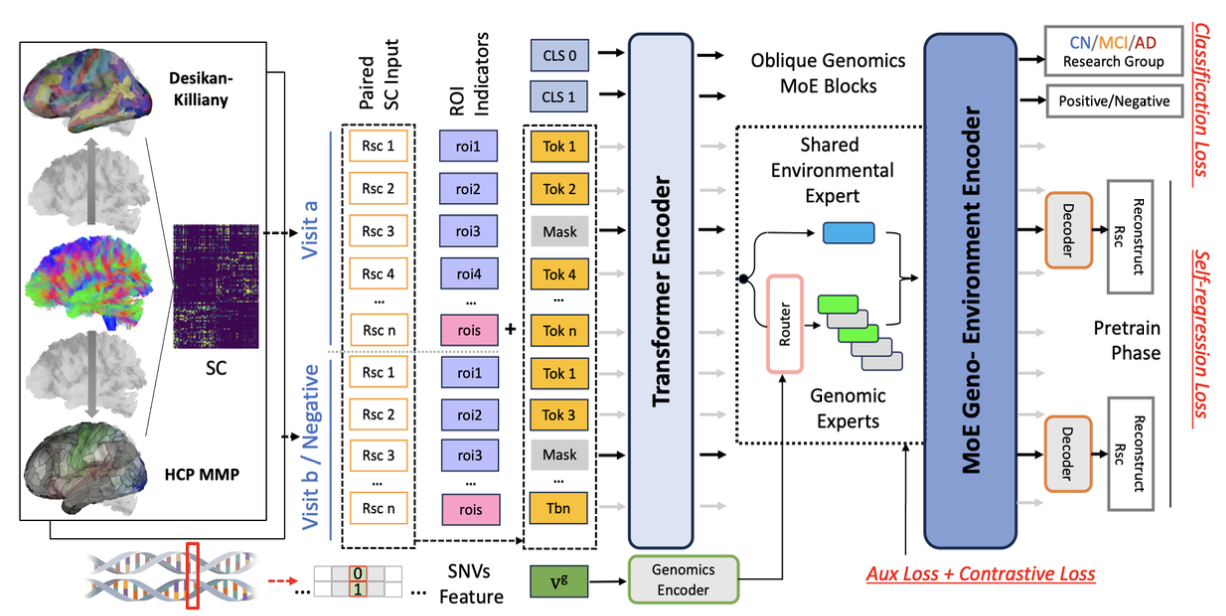 Desikan-
Killiany
SC
HCP MMP
Visit a
Visit b / Negative
Paired
SC Input
ROI
Indicators
CLS 0
CLS 1
Rsc 1
roi1
Tok 1
Rsc 2
roi2
Tok 2
Rsc 3
roi3
Mask
Rsc 4
roi4
Tok 4
...
...
...
Rsc n
rois
+
Tok n
Rsc 1
roi1
Tok 1
Rsc 2
roi2
Tok 3
Rsc 3
roi3
Mask
...
...
...
Rsc n
rois
Tbn
...
0
1
...
SNVs
Feature
Vg
Genomics
Encoder
Transformer Encoder
Oblique Genomics
MoE Blocks
Shared
Environmental
Expert
Router
Genomic
Experts
MoE Geno- Environment Encoder
Aux Loss + Contrastive Loss
CN/MCI/AD
Research Group
Positive/Negative
Decoder
Reconstruct
Rsc
Pretrain
Phase
Decoder
Reconstruct
Rsc
Classification Loss
Self-regression Loss